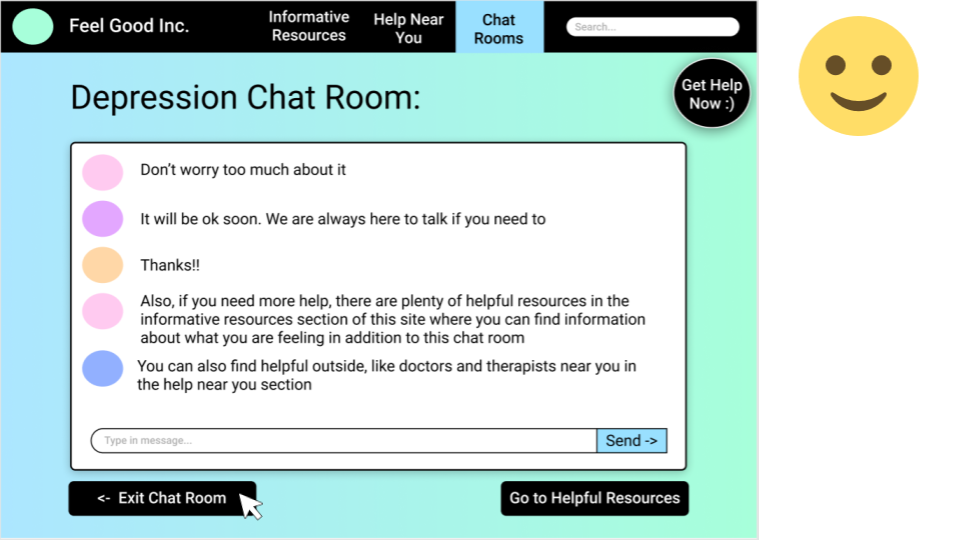 Feel Good Inc.
Informative
Resources
Help Near
You
Chat
Rooms
Search...
Depression Chat Room:
Get Help
Now :)
Don’t worry too much about it
It will be ok soon. We are always here to talk if you need to
Thanks!!
Also, if you need more help, there are plenty of helpful resources in the
informative resources section of this site where you can find information
about what you are feeling in addition to this chat room
You can also find helpful outside, like doctors and therapists near you in
the help near you section
Type in message...
Send ->
<- Exit Chat Room
Go to Helpful Resources